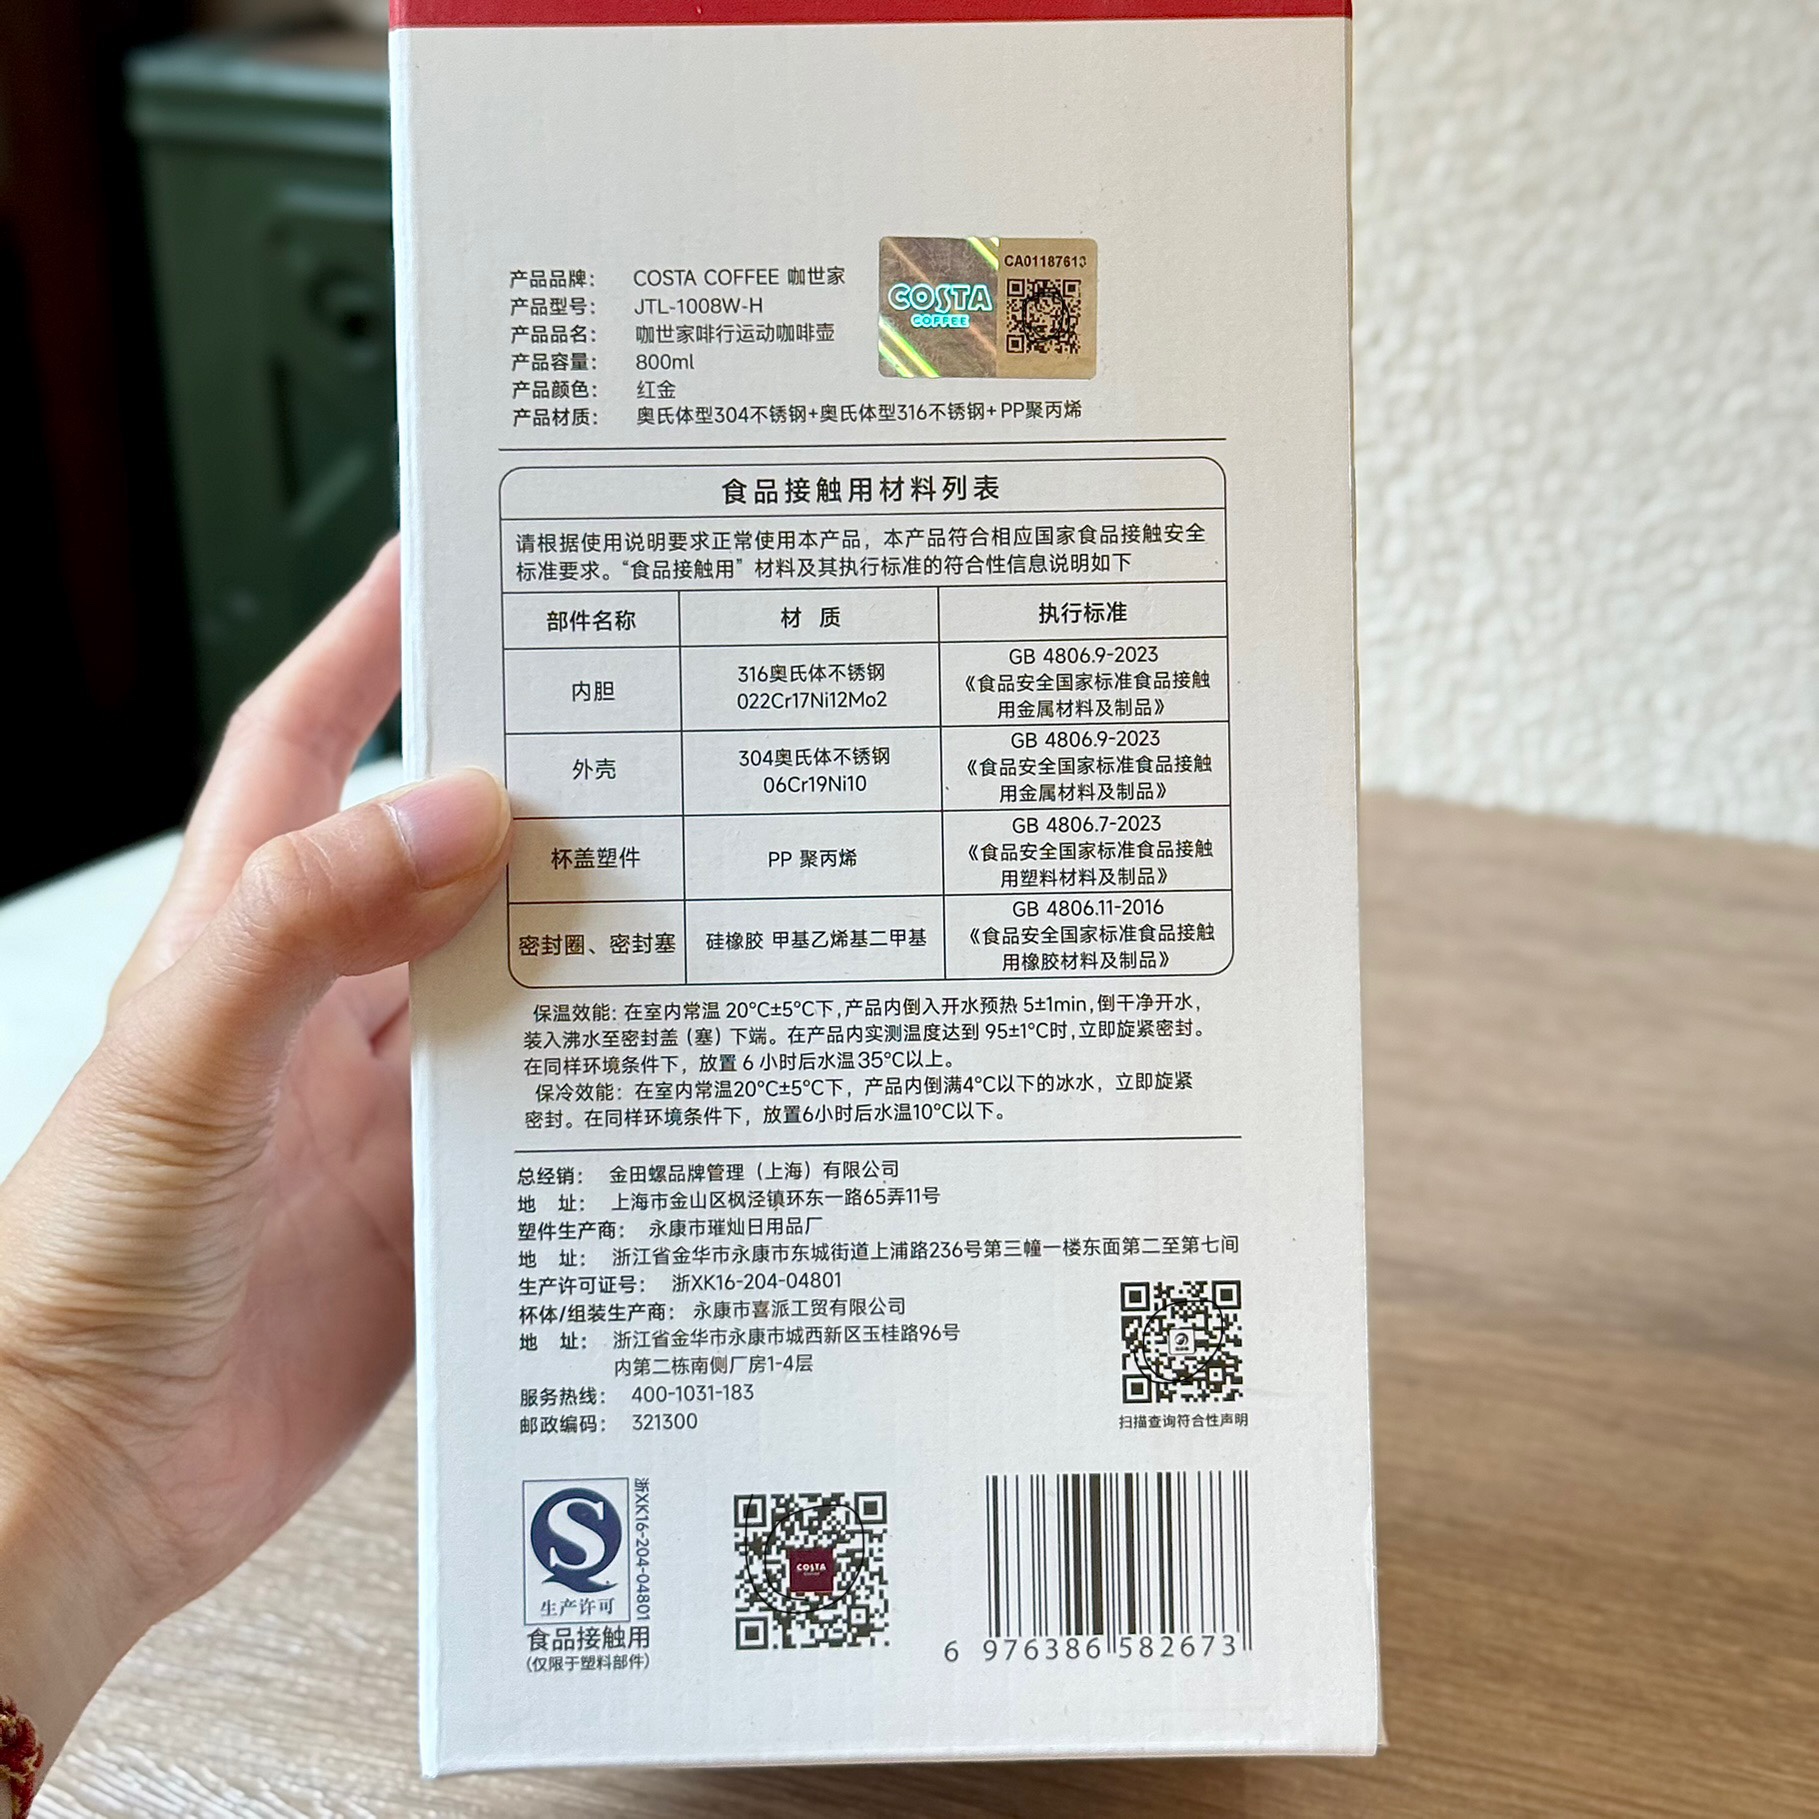 CA01187613
COSTA
COFFEE
产品品牌： COSTA COFFEE 咖世家
产品型号： JTL-1008W-H
产品品名： 咖世家啡行运动咖啡壶
产品容量： 800ml
产品颜色： 红金
产品材质： 奥氏体型304不锈钢+奥氏体型316不锈钢+PP聚丙烯
食品接触用材料列表
请根据使用说明要求正常使用本产品，本产品符合相应国家食品接触安全
标准要求。“食品接触用”材料及其执行标准的符合性信息说明如下
部件名称 材 质 执行标准
内胆
316奥氏体不锈钢
022Cr17Ni12Mo2
GB 4806.9-2023
《食品安全国家标准食品接触
用金属材料及制品》
外壳
304奥氏体不锈钢
06Cr19Ni10
GB 4806.9-2023
《食品安全国家标准食品接触
用金属材料及制品》
杯盖塑件
PP 聚丙烯
GB 4806.7-2023
《食品安全国家标准食品接触
用塑料材料及制品》
密封圈、密封塞
硅橡胶 甲基乙烯基二甲基
GB 4806.11-2016
《食品安全国家标准食品接触
用橡胶材料及制品》
保温效能：在室内常温 20°C±5°C下,产品内倒入开水预热 5±1min,倒干净开水,
装入沸水至密封盖（塞）下端。在产品内实测温度达到 95±1°C时,立即旋紧密封。
在同样环境条件下，放置 6 小时后水温35°C以上。
保冷效能：在室内常温20°C±5°C下，产品内倒满4°C以下的冰水，立即旋紧
密封。在同样环境条件下，放置6小时后水温10°C以下。
总经销： 金田螺品牌管理（上海）有限公司
地 址： 上海市金山区枫泾镇环东一路65弄11号
塑件生产商： 永康市璀灿日用品厂
地 址： 浙江省金华市永康市东城街道上浦路236号第三幢一楼东面第二至第七间
生产许可证号： 浙XK16-204-04801
杯体/组装生产商： 永康市喜派工贸有限公司
地 址： 浙江省金华市永康市城西新区玉桂路96号
内第二栋南侧厂房1-4层
服务热线： 400-1031-183
邮政编码： 321300
扫描查询符合性声明
生产许可
浙XK16-204-04801
食品接触用
（仅限于塑料部件）
COSTA
6 976386 582673